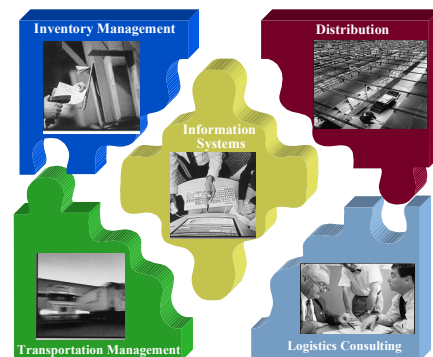 Inventory Management
Distribution
Information
Systems
Transportation Management
Logistics Consulting